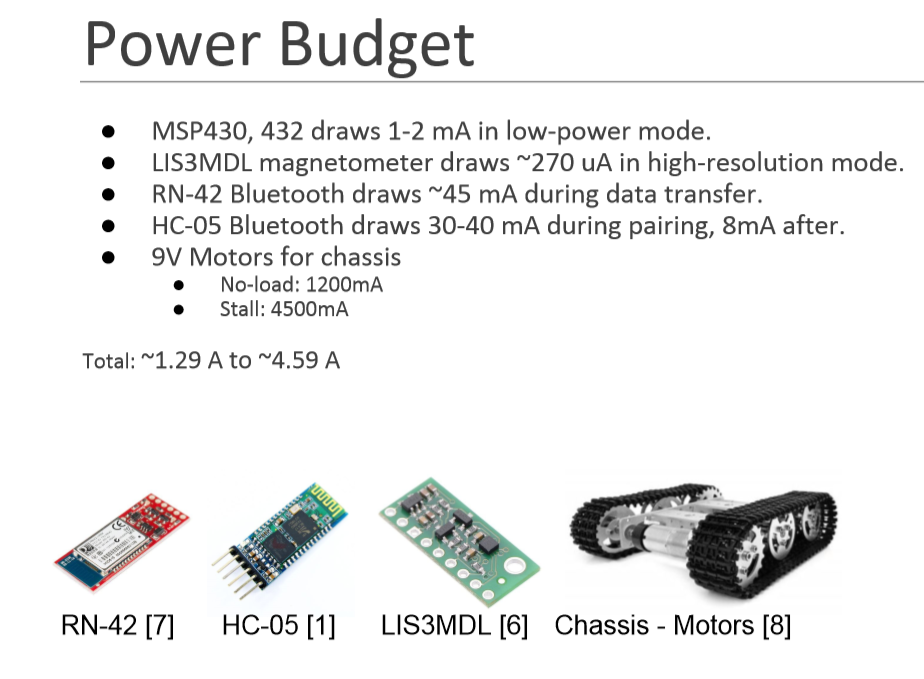 Power Budget
● MSP430, 432 draws 1-2 mA in low-power mode.
● LIS3MDL magnetometer draws ~270 uA in high-resolution mode.
● RN-42 Bluetooth draws ~45 mA during data transfer.
● HC-05 Bluetooth draws 30-40 mA during pairing, 8mA after.
● 9V Motors for chassis
● No-load: 1200mA
● Stall: 4500mA
Total: ~1.29 A to ~4.59 A
RN-42 [7]
HC-05 [1]
LIS3MDL [6]
Chassis - Motors [8]